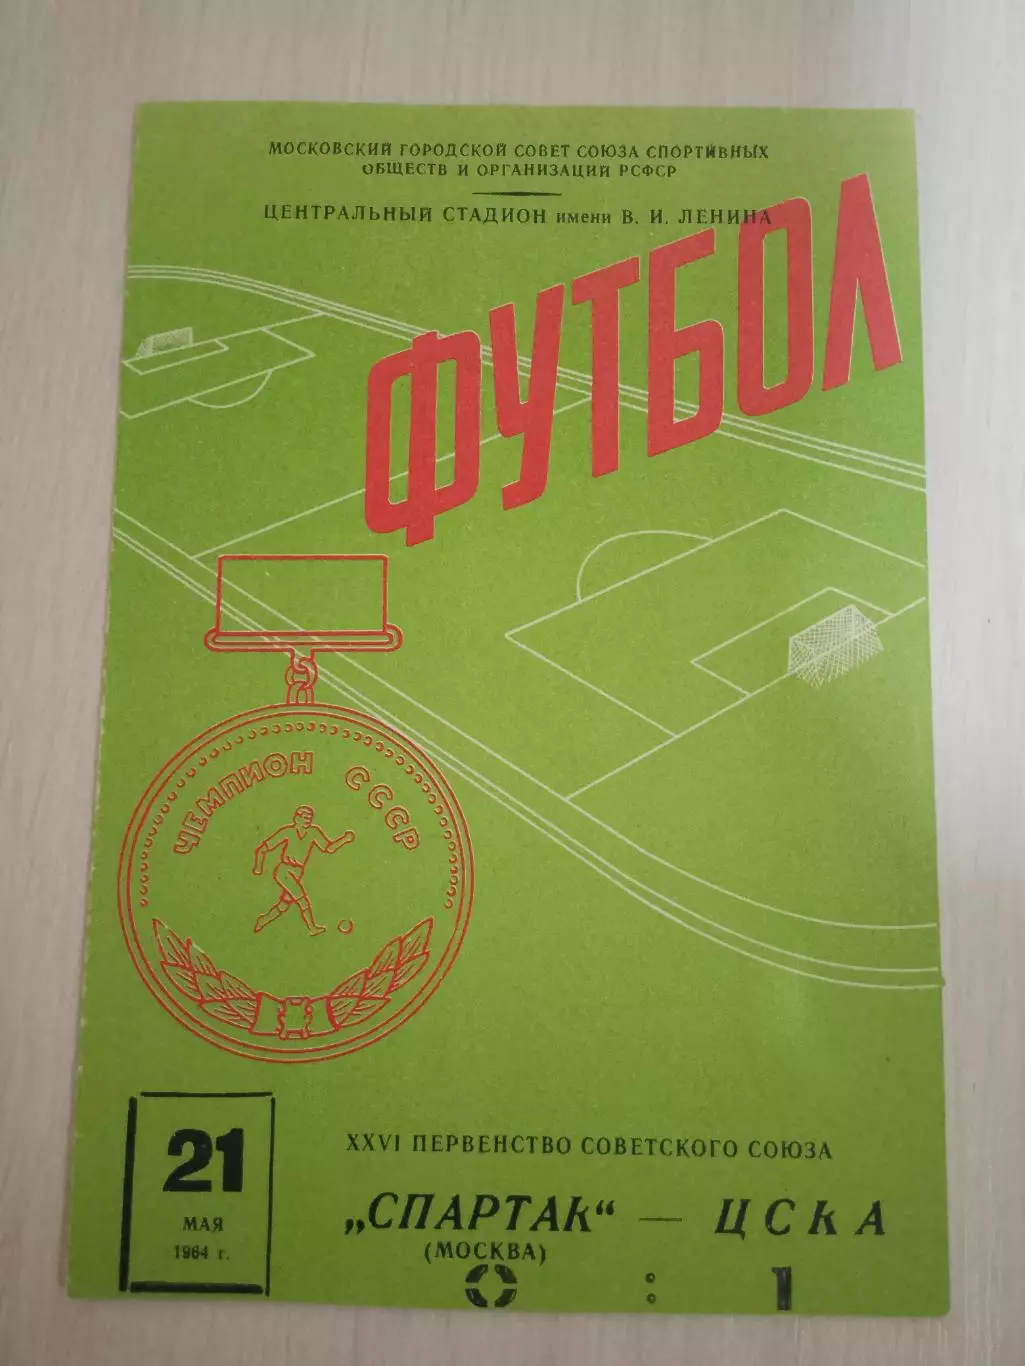 МОСКОВСКИЙ ГОРОДСКОЙ СОВЕТ СОЮЗА СПОРТИВНЫХ
ОБЩЕСТВ И ОРГАНИЗАЦИЙ РСФСР
ЦЕНТРАЛЬНЫЙ СТАДИОН имени В. И. ЛЕНИНА
ФУТБОЛ
ЧЕМПИОН СССР
21
МАЯ
1964 г.
XXVI ПЕРВЕНСТВО СОВЕТСКОГО СОЮЗА
„СПАРТАК“ — ЦСКА
(МОСКВА)
0 : 1